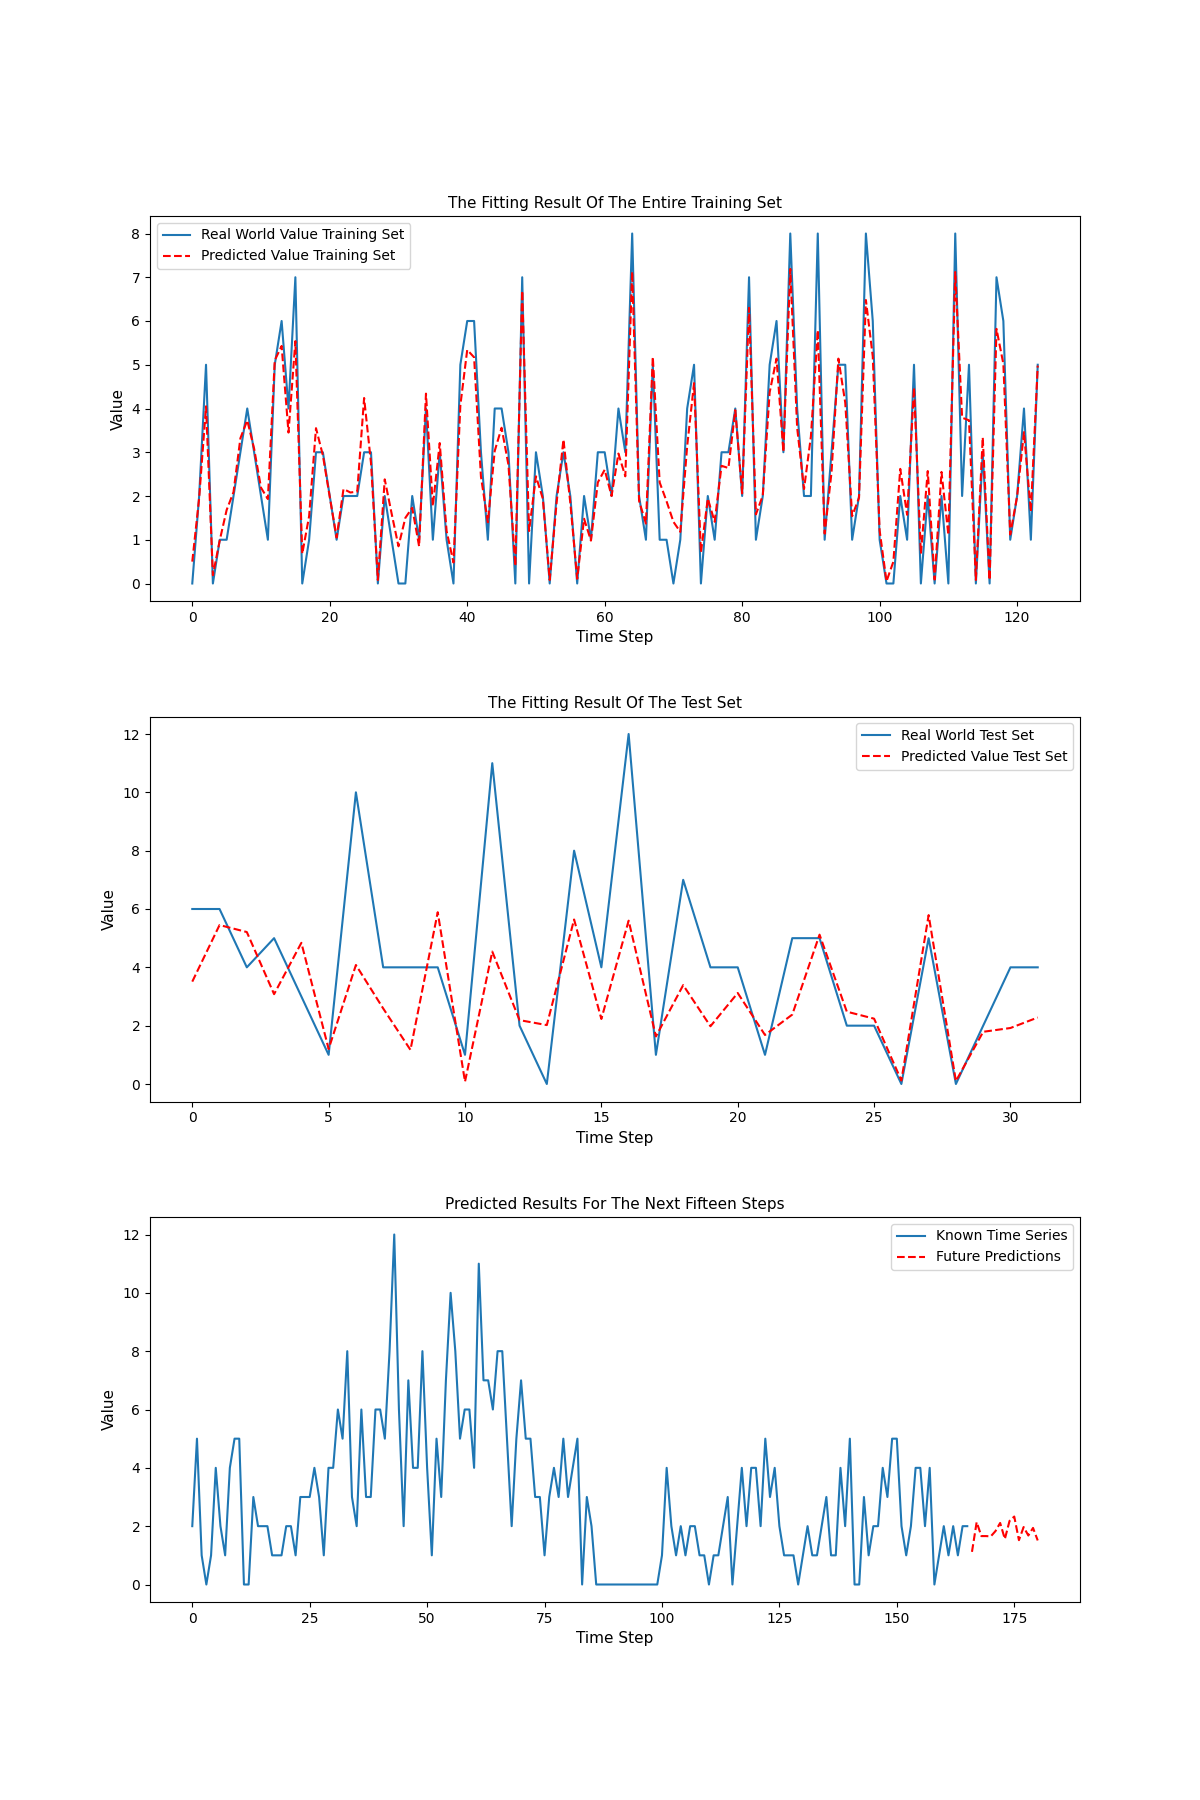 The Fitting Result Of The Entire Training Set
Real World Value Training Set
Predicted Value Training Set
8
7
6
5
4
3
2
1
0
Value
0 20 40 60 80 100 120
Time Step
The Fitting Result Of The Test Set
Real World Test Set
Predicted Value Test Set
12
10
8
6
4
2
0
Value
0 5 10 15 20 25 30
Time Step
Predicted Results For The Next Fifteen Steps
Known Time Series
Future Predictions
12
10
8
6
4
2
0
Value
0 25 50 75 100 125 150 175
Time Step